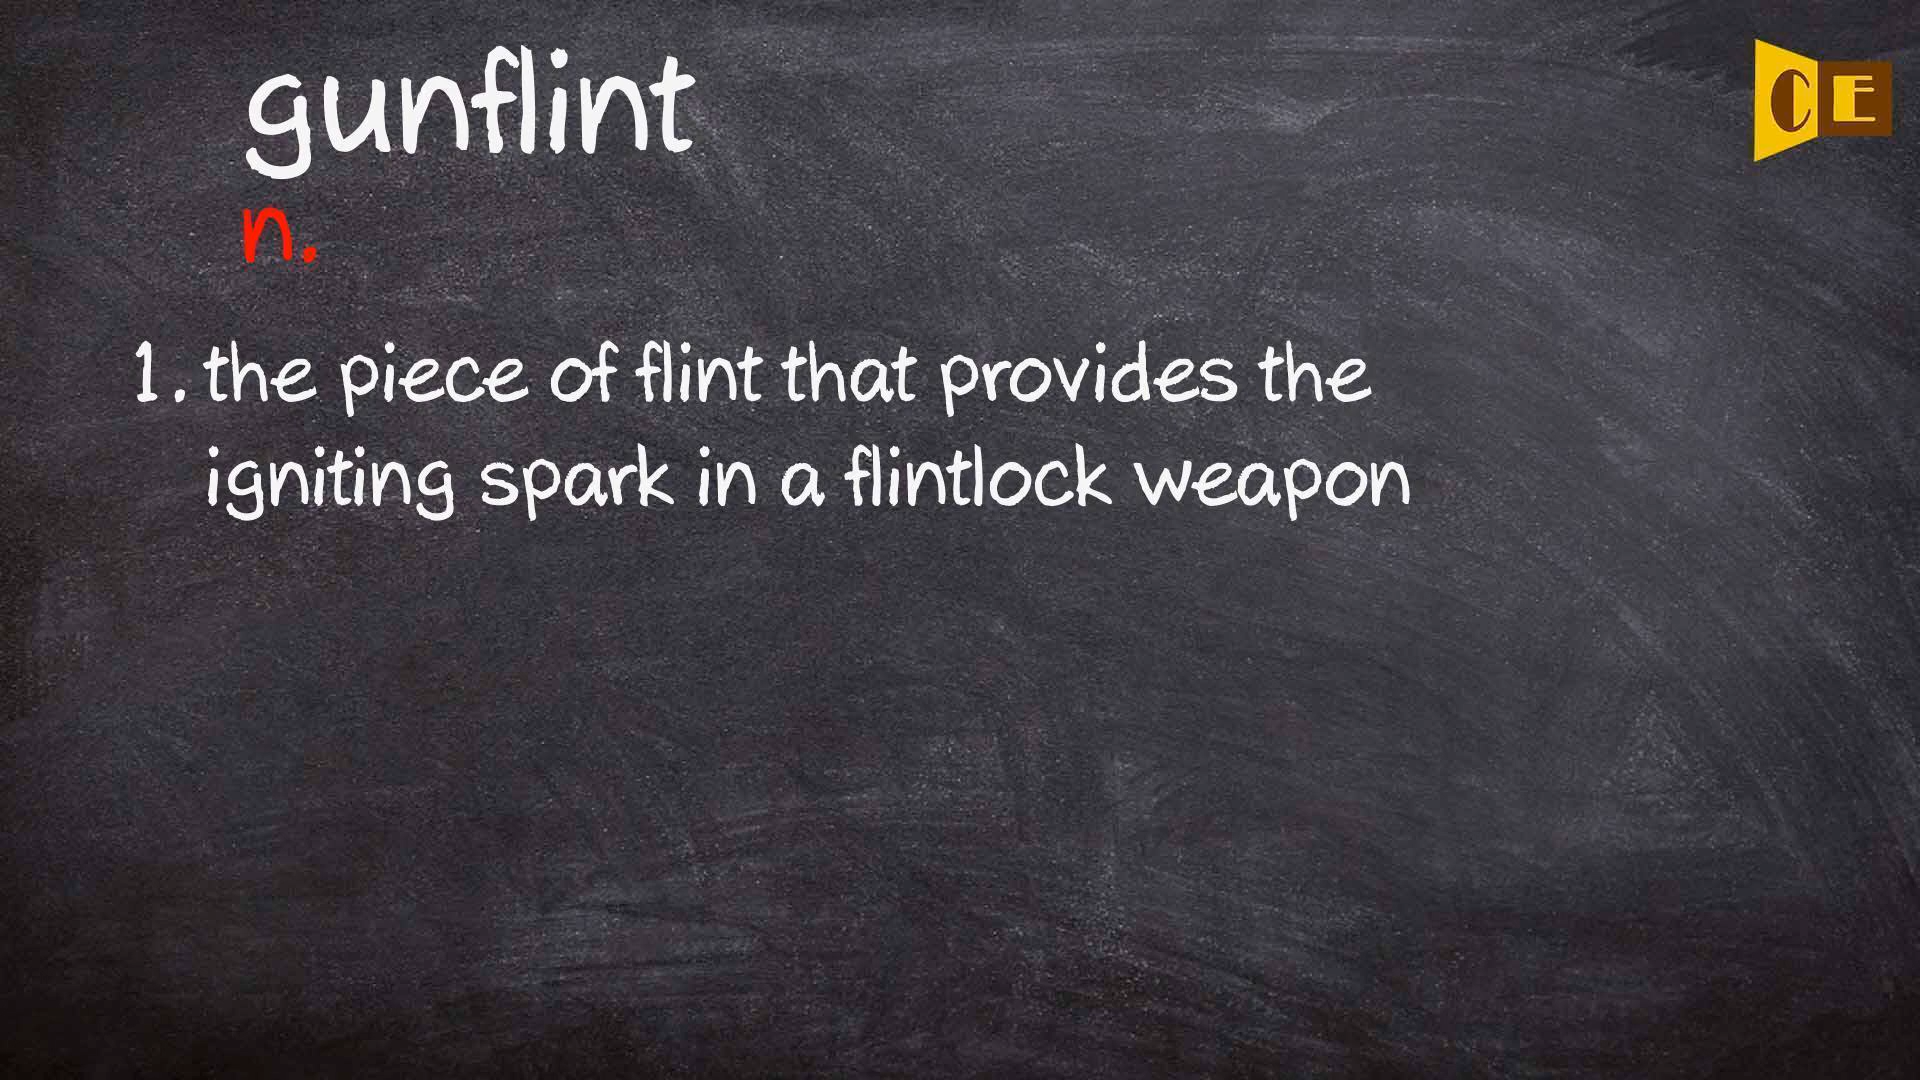 gunflint
n.
1. the piece of flint that provides the
igniting spark in a flintlock weapon
CE